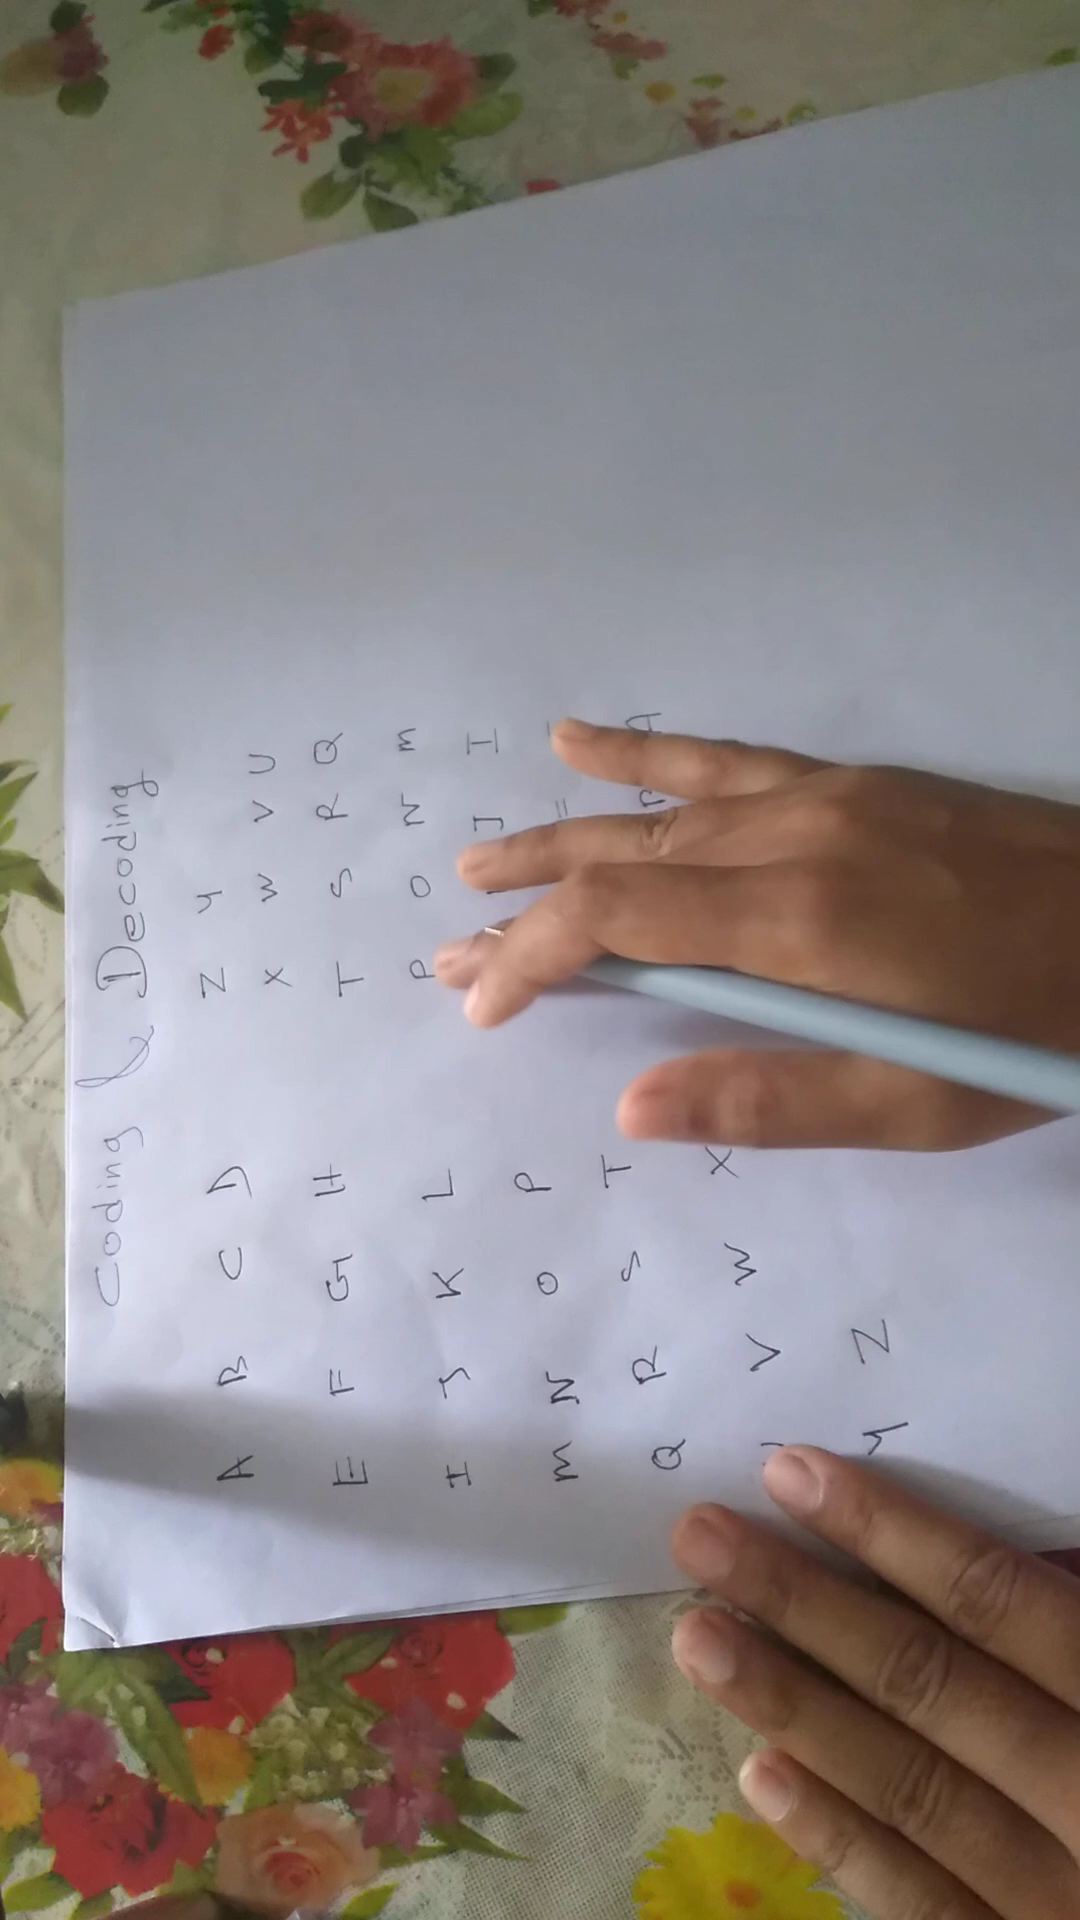 Coding & Decoding
A B C D
E F G H
I J K L
M N O P
Q R S T
V W X
Y Z
Z Y
X W V U
T S R Q
P O N M
J I
A